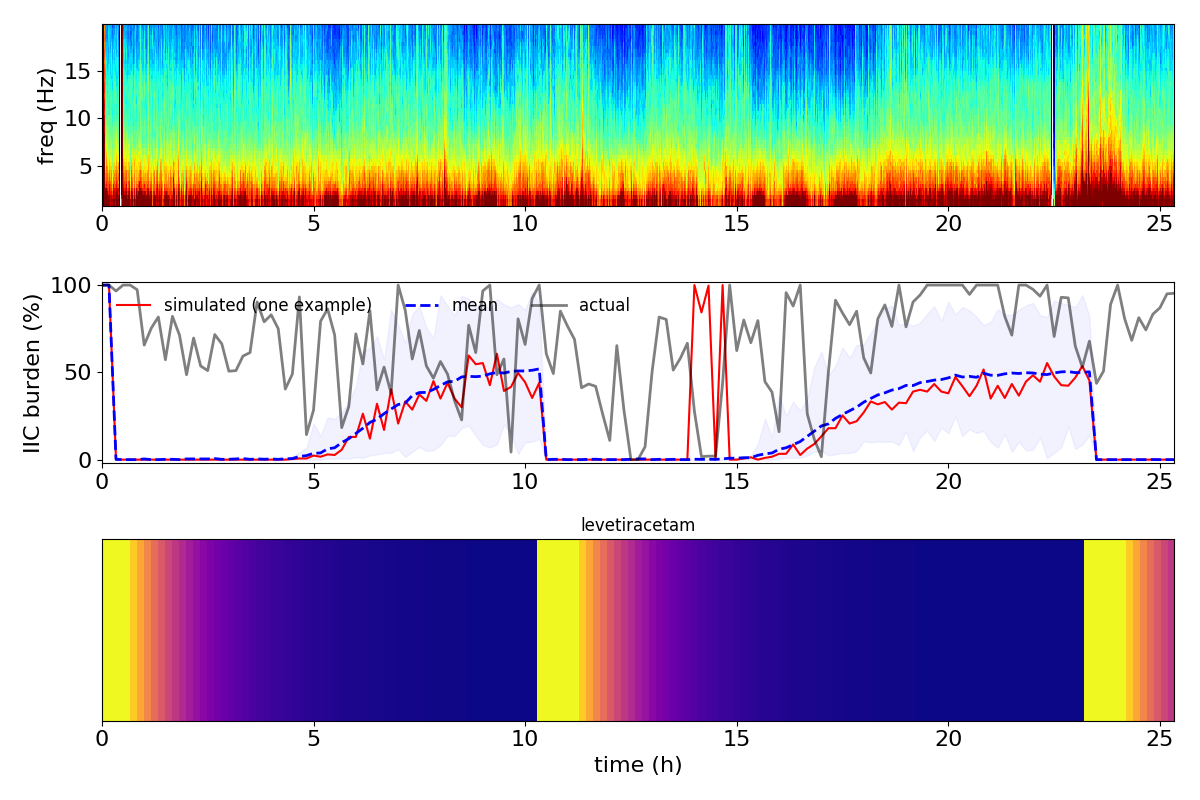 freq (Hz)
15
10
5
0 5 10 15 20 25
IIC burden (%)
100
50
0
simulated (one example) mean actual
0 5 10 15 20 25
levetiracetam
0 5 10 15 20 25
time (h)